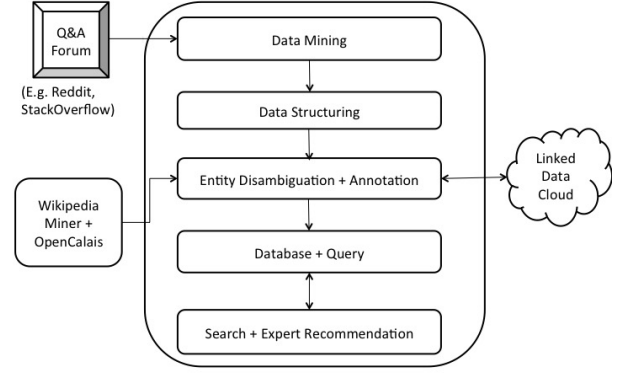 Q&A
Forum
(E.g. Reddit,
StackOverflow)
Data Mining
Data Structuring
Entity Disambiguation + Annotation
Linked
Data
Cloud
Wikipedia
Miner +
OpenCalais
Database + Query
Search + Expert Recommendation